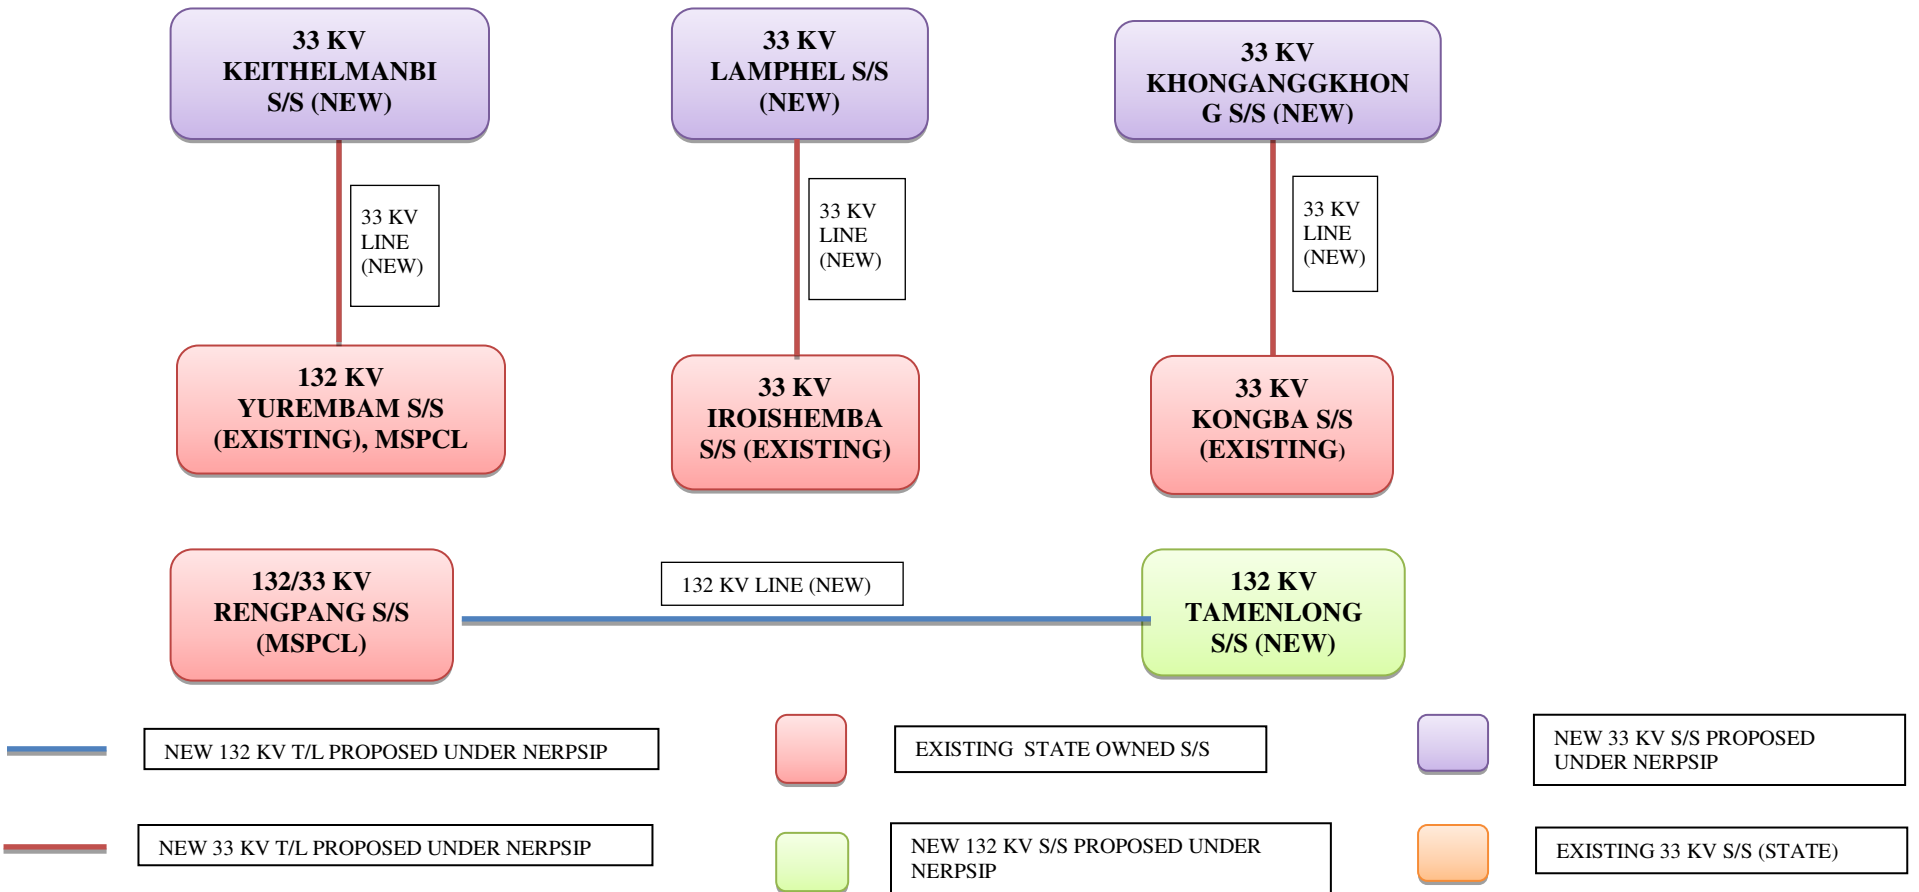 33 KV
KEITHELMANBI
S/S (NEW)
33 KV
LAMPHEL S/S
(NEW)
33 KV
KHONGANGGKHON
G S/S (NEW)
33 KV
LINE
(NEW)
33 KV
LINE
(NEW)
33 KV
LINE
(NEW)
132 KV
YUREMBAM S/S
(EXISTING), MSPCL
33 KV
IROISHEMBA
S/S (EXISTING)
33 KV
KONGBA S/S
(EXISTING)
132/33 KV
RENGPANG S/S
(MSPCL)
132 KV LINE (NEW)
132 KV
TAMENLONG
S/S (NEW)
NEW 132 KV T/L PROPOSED UNDER NERPSIP
EXISTING STATE OWNED S/S
NEW 33 KV S/S PROPOSED
UNDER NERPSIP
NEW 33 KV T/L PROPOSED UNDER NERPSIP
NEW 132 KV S/S PROPOSED UNDER
NERPSIP
EXISTING 33 KV S/S (STATE)